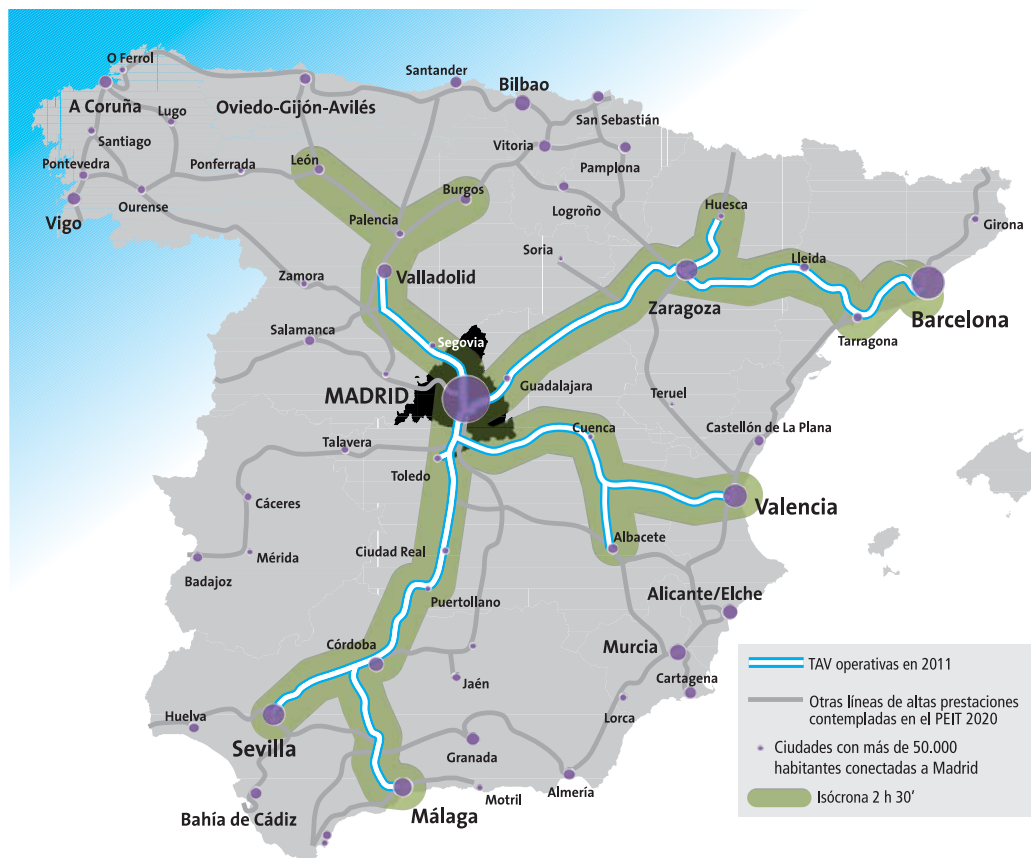 O Ferrol
Santander
Bilbao
A Coruña
Lugo
Oviedo-Gijón-Avilés
San Sebastián
Santiago
Vitoria
Pontevedra
Ponferrada
León
Pamplona
Burgos
Vigo
Ourense
Palencia
Logroño
Huesca
Girona
Soria
Zamora
Valladolid
Lleida
Zaragoza
Barcelona
Salamanca
Segovia
Tarragona
MADRID
Guadalajara
Teruel
Castellón de La Plana
Talavera
Cuenca
Toledo
Cáceres
Valencia
Albacete
Ciudad Real
Mérida
Badajoz
Alicante/Elche
Puertollano
Córdoba
Murcia
Cartagena
Jaén
Lorca
Huelva
Sevilla
Granada
Motril
Almería
Bahía de Cádiz
Málaga
TAV operativas en 2011
Otras líneas de altas prestaciones
contempladas en el PEIT 2020
Ciudades con más de 50.000
habitantes conectadas a Madrid
Isócrona 2 h 30’